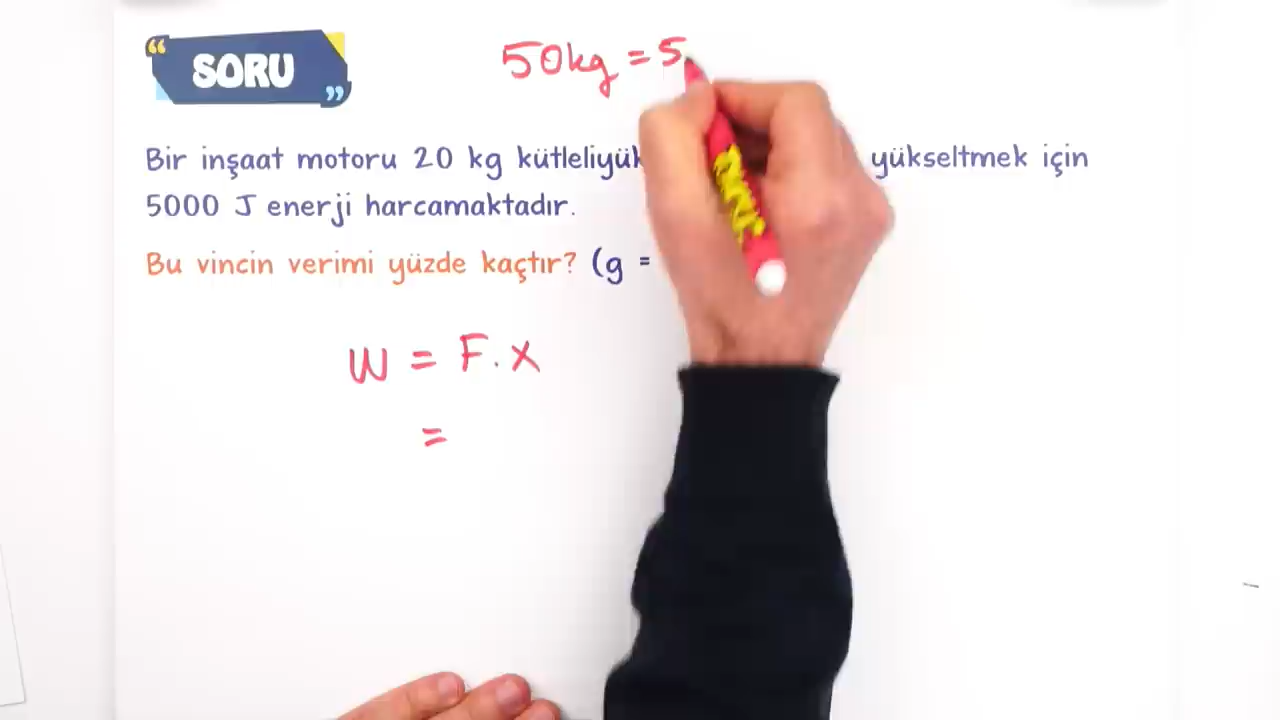 SORU
50kg = 5
Bir inşaat motoru 20 kg kütleliyük yükseltmek için
5000 J enerji harcamaktadır.
Bu vincin verimi yüzde kaçtır? (g =
W = F.x
=